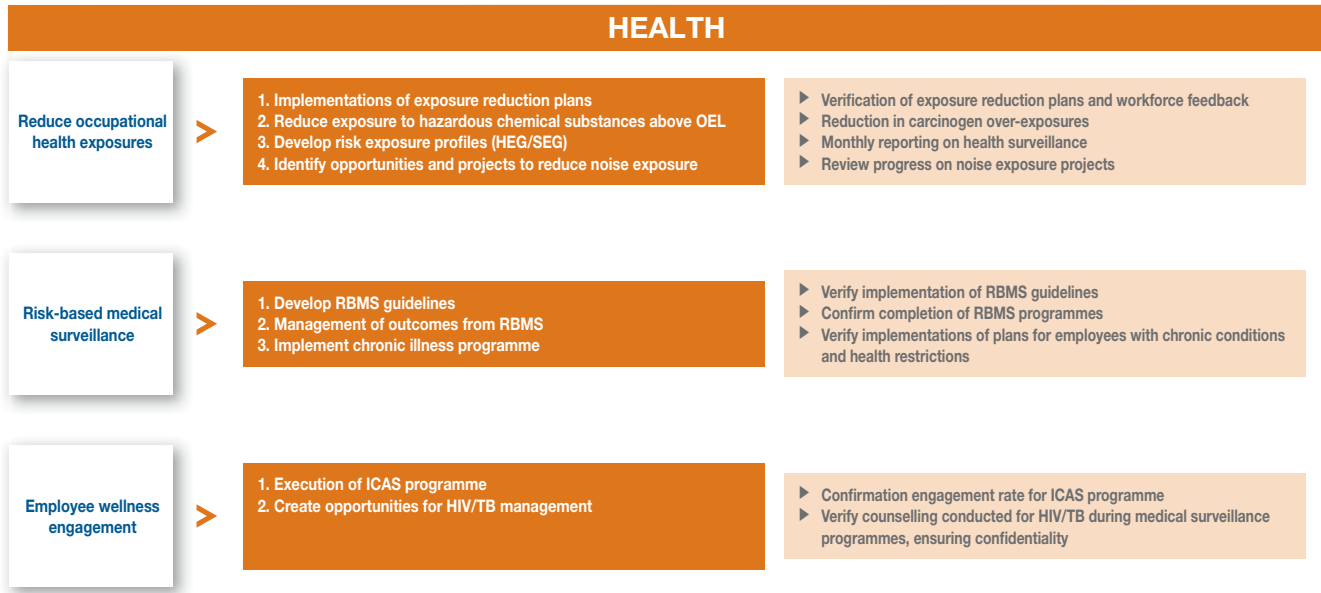 HEALTH
Reduce occupational
health exposures
1. Implementations of exposure reduction plans
2. Reduce exposure to hazardous chemical substances above OEL
3. Develop risk exposure profiles (HEG/SEG)
4. Identify opportunities and projects to reduce noise exposure
Verification of exposure reduction plans and workforce feedback
Reduction in carcinogen over-exposures
Monthly reporting on health surveillance
Review progress on noise exposure projects
Risk-based medical
surveillance
1. Develop RBMS guidelines
2. Management of outcomes from RBMS
3. Implement chronic illness programme
Verify implementation of RBMS guidelines
Confirm completion of RBMS programmes
Verify implementations of plans for employees with chronic conditions
and health restrictions
Employee wellness
engagement
1. Execution of ICAS programme
2. Create opportunities for HIV/TB management
Confirmation engagement rate for ICAS programme
Verify counselling conducted for HIV/TB during medical surveillance
programmes, ensuring confidentiality